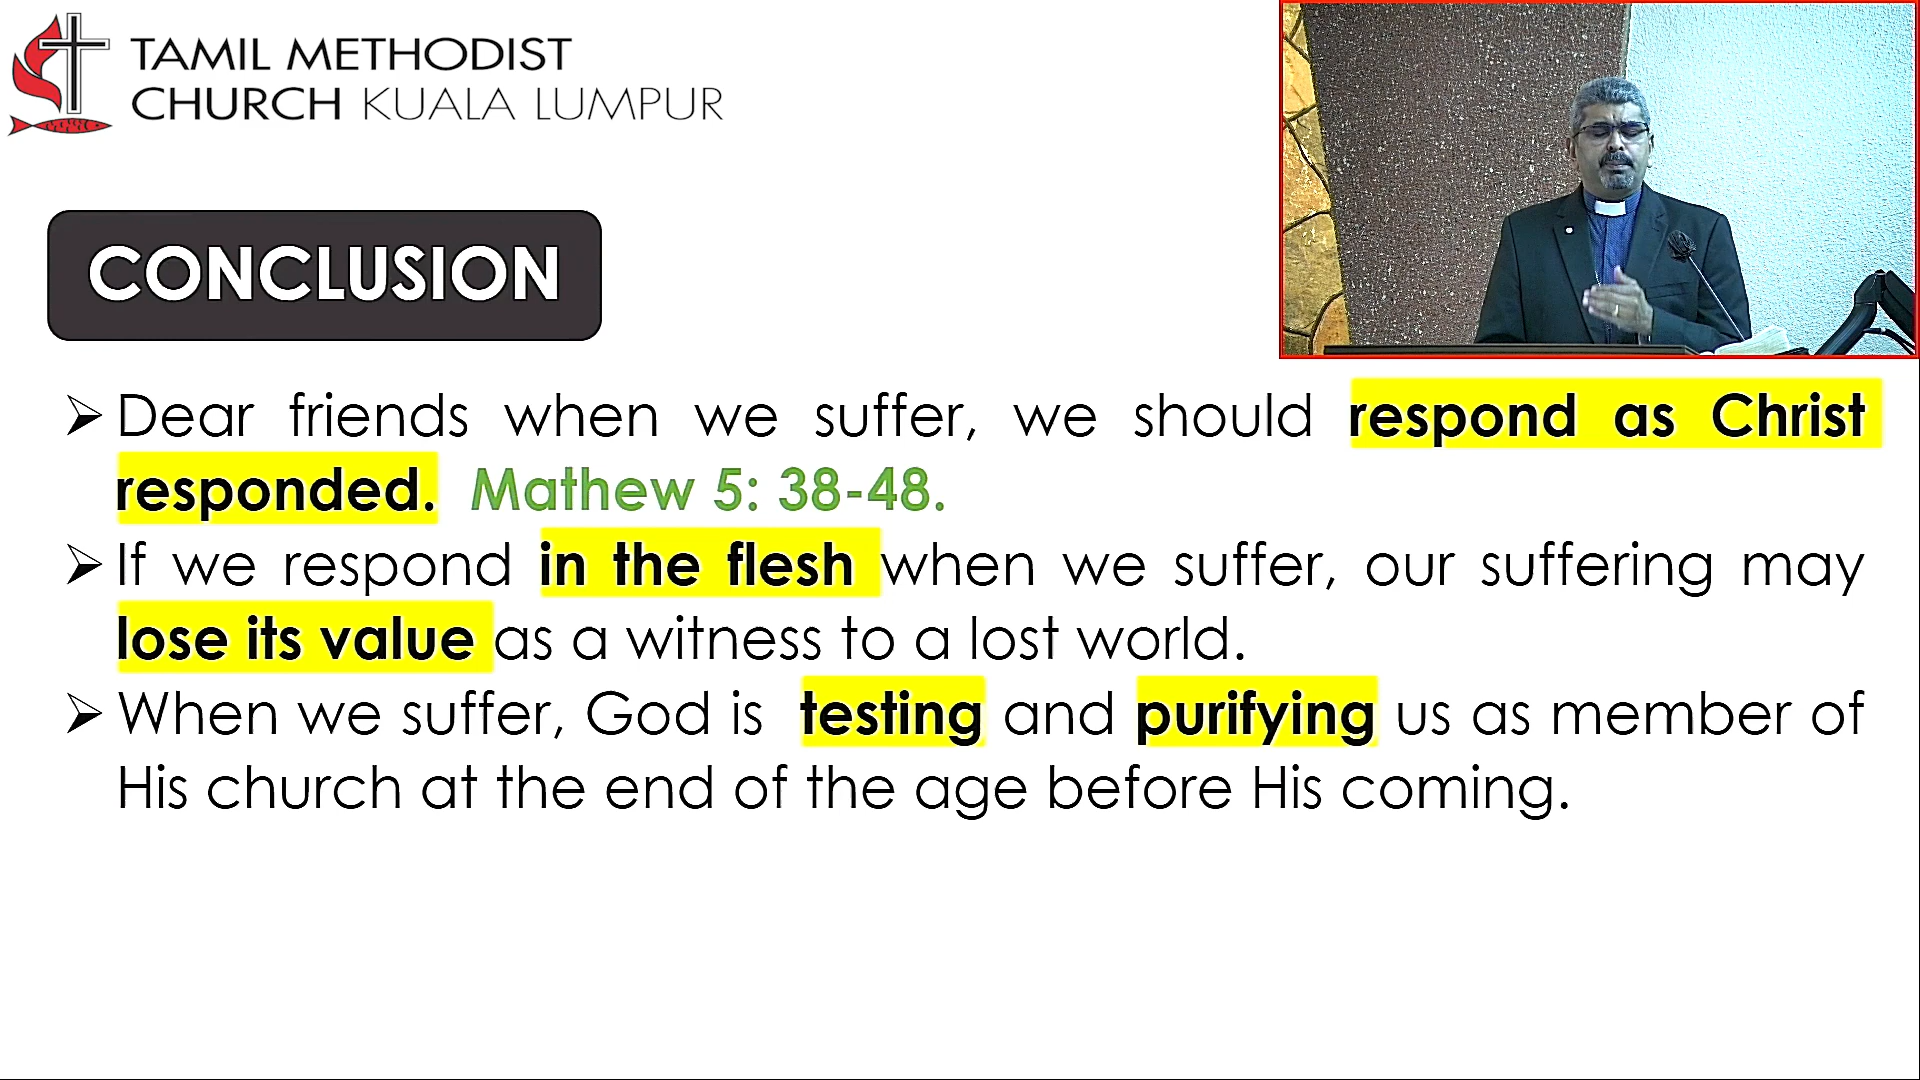 TAMIL METHODIST
CHURCH KUALA LUMPUR
CONCLUSION
➢ Dear friends when we suffer, we should respond as Christ
responded. Mathew 5: 38-48.
➢ If we respond in the flesh when we suffer, our suffering may
lose its value as a witness to a lost world.
➢ When we suffer, God is testing and purifying us as member of
His church at the end of the age before His coming.